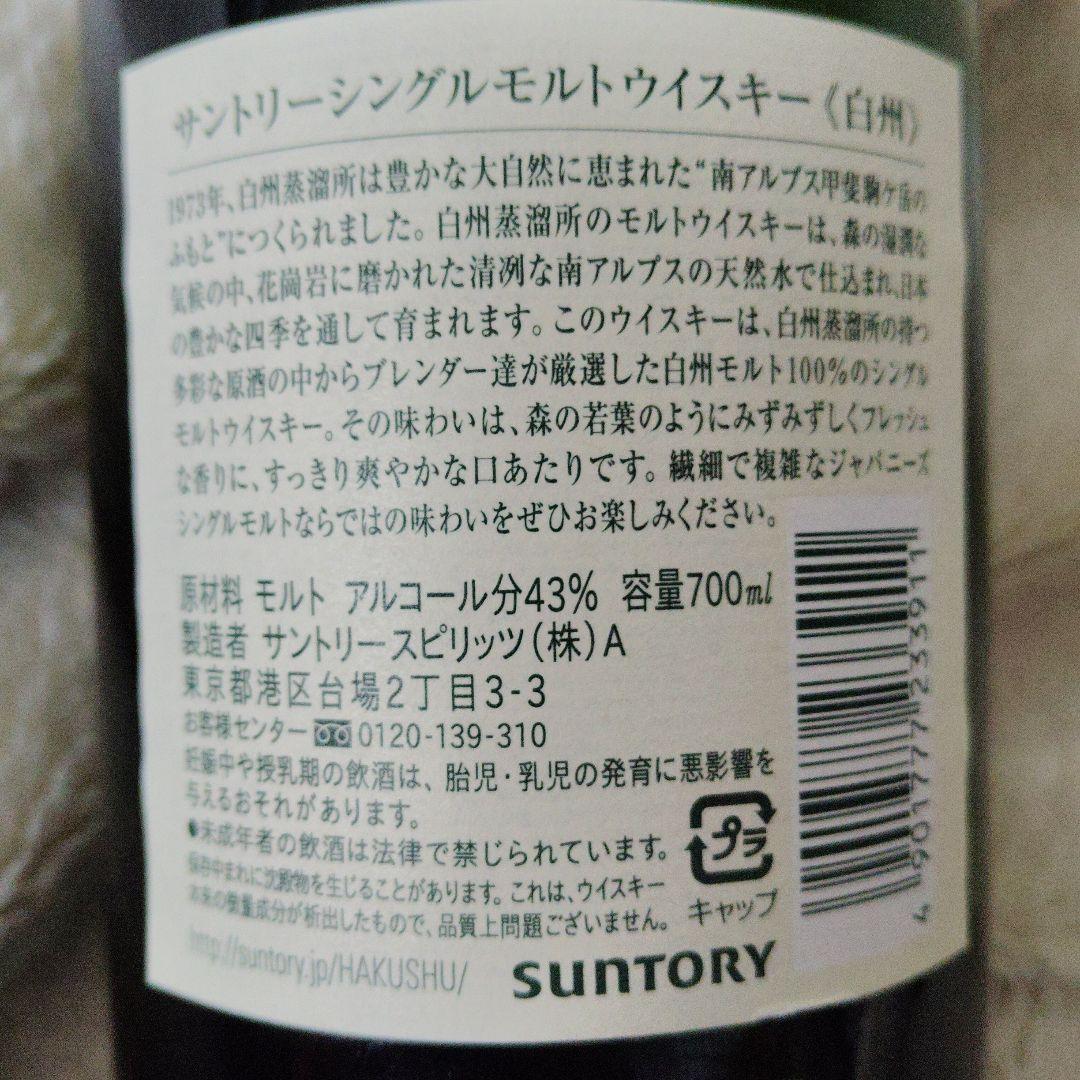 サントリーシングルモルトウイスキー《白州》
1973年、白州蒸溜所は豊かな大自然に恵まれた“南アルプス甲斐駒ケ岳の
ふもと”につくられました。白州蒸溜所のモルトウイスキーは、森の湿潤な
気候の中、花崗岩に磨かれた清冽な南アルプスの天然水で仕込まれ、日本
の豊かな四季を通して育まれます。このウイスキーは、白州蒸溜所の持つ
多彩な原酒の中からブレンダー達が厳選した白州モルト100%のシングル
モルトウイスキー。その味わいは、森の若葉のようにみずみずしくフレッシュ
な香りに、すっきり爽やかな口あたりです。繊細で複雑なジャパニーズ
シングルモルトならではの味わいをぜひお楽しみください。
原材料 モルト アルコール分43% 容量700ml
製造者 サントリースピリッツ(株)A
東京都港区台場2丁目3-3
お客様センター 0120-139-310
妊娠中や授乳期の飲酒は、胎児・乳児の発育に悪影響を
与えるおそれがあります。
●未成年者の飲酒は法律で禁じられています。
保存中まれに沈殿物を生じることがあります。これは、ウイスキー
本来の微量成分が析出したもので、品質上問題ございません。
http://suntory.jp/HAKUSHU/
SUNTORY
プラ
キャップ
4 901777 233911